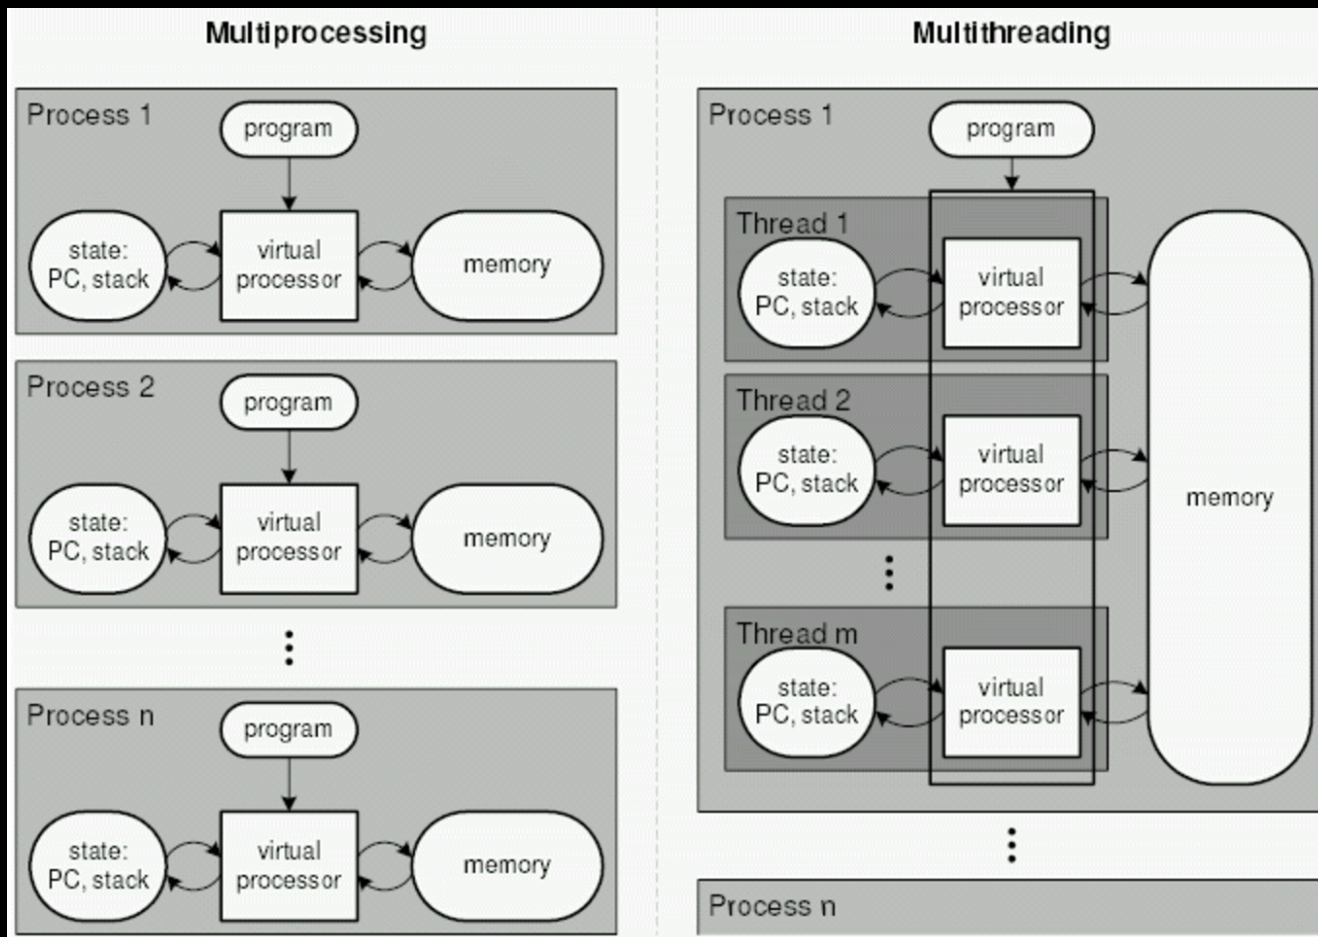 Multiprocessing
Process 1
program
state:
PC, stack
virtual
processor
memory
Process 2
program
state:
PC, stack
virtual
processor
memory
Process n
program
state:
PC, stack
virtual
processor
memory
Multithreading
Process 1
program
Thread 1
state:
PC, stack
virtual
processor
Thread 2
state:
PC, stack
virtual
processor
memory
Thread m
state:
PC, stack
virtual
processor
Process n